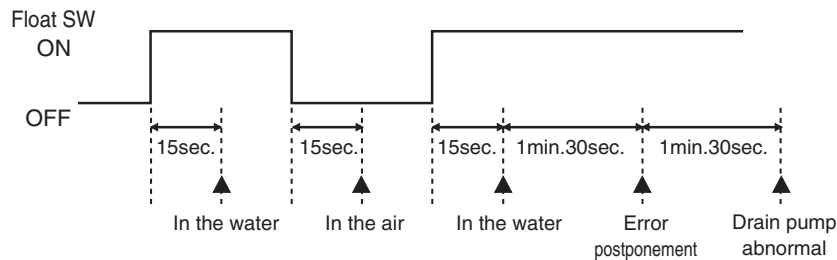 Float SW
ON
OFF
15sec. 15sec. 15sec. 1min.30sec. 1min.30sec.
In the water In the air In the water Error postponement Drain pump abnormal